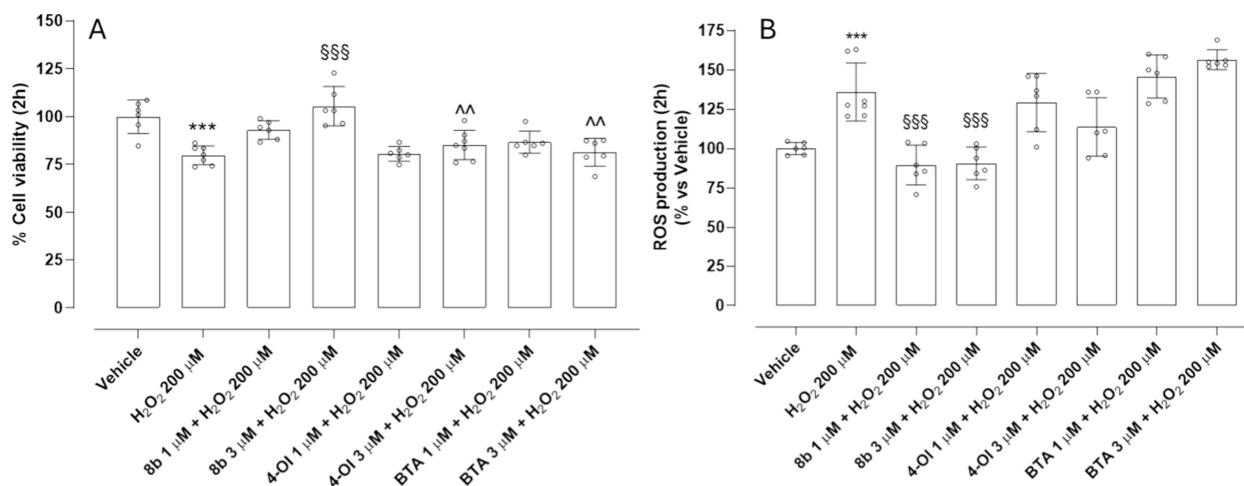 A
% Cell viability (2h)
150
125
100
75
50
25
0
***
§§§
^^
^^
Vehicle
H₂O₂ 200 μM
8b 1 μM + H₂O₂ 200 μM
8b 3 μM + H₂O₂ 200 μM
4-OI 1 μM + H₂O₂ 200 μM
4-OI 3 μM + H₂O₂ 200 μM
BTA 1 μM + H₂O₂ 200 μM
BTA 3 μM + H₂O₂ 200 μM
B
ROS production (2h)
(% vs Vehicle)
175
150
125
100
75
50
25
0
***
§§§
§§§
Vehicle
H₂O₂ 200 μM
8b 1 μM + H₂O₂ 200 μM
8b 3 μM + H₂O₂ 200 μM
4-OI 1 μM + H₂O₂ 200 μM
4-OI 3 μM + H₂O₂ 200 μM
BTA 1 μM + H₂O₂ 200 μM
BTA 3 μM + H₂O₂ 200 μM